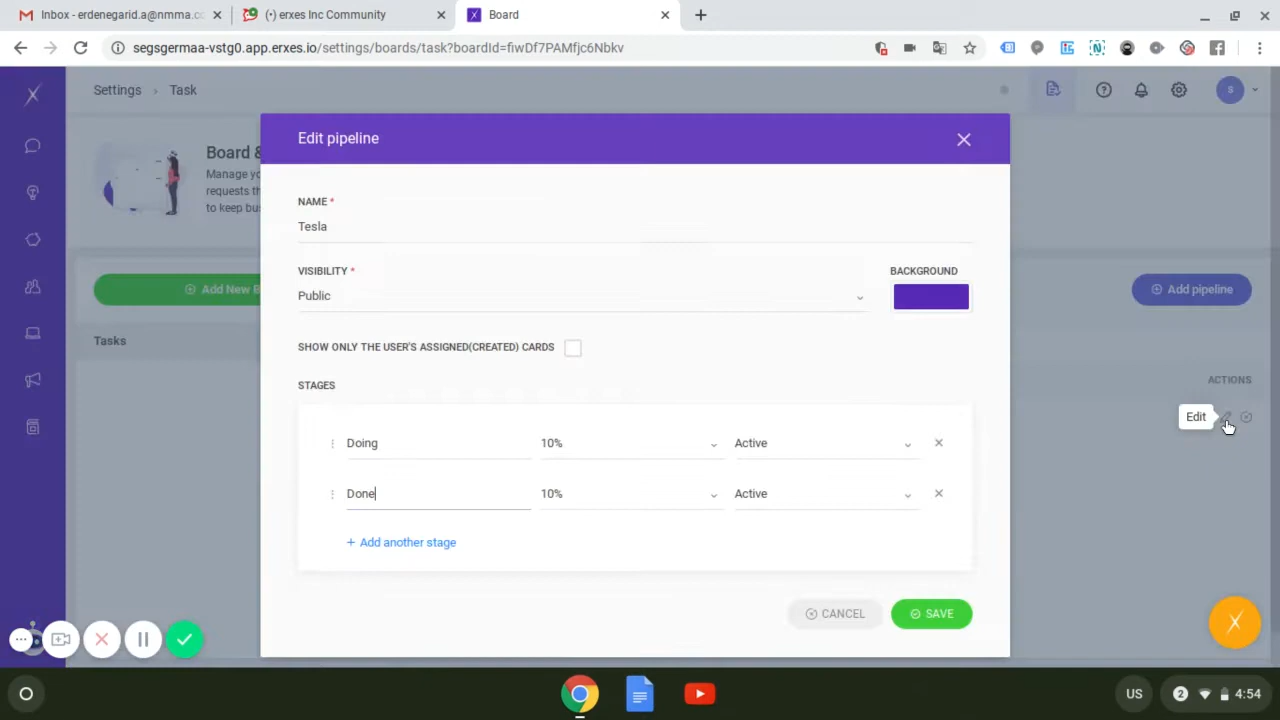 Inbox - erdenegarid.a@nmma.co
(•) erxes Inc Community
Board
segsgermaa-vstg0.app.erxes.io/settings/boards/task?boardId=fiwDf7PAMfjc6Nbkv
Settings › Task
S
Board &
Manage yo
requests th
to keep bus
Add New B
Add pipeline
Tasks
ACTIONS
Edit
Edit pipeline
NAME *
Tesla
VISIBILITY *
Public
BACKGROUND
SHOW ONLY THE USER'S ASSIGNED(CREATED) CARDS
STAGES
Doing 10% Active
Done 10% Active
+ Add another stage
CANCEL
SAVE
US
2
4:54